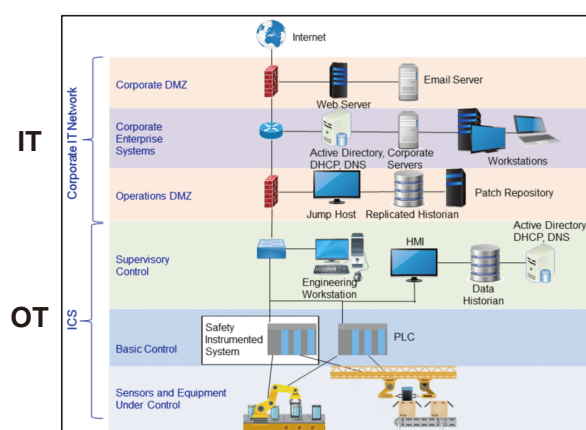 Internet
Corporate DMZ
Email Server
Web Server
IT
Corporate IT Network
Corporate
Enterprise
Systems
Active Directory,
DHCP, DNS
Corporate
Servers
Workstations
Operations DMZ
Jump Host
Replicated Historian
Patch Repository
Active Directory
DHCP, DNS
HMI
Supervisory
Control
Engineering
Workstation
Data
Historian
OT
ICS
Safety
Instrumented
System
PLC
Basic Control
Sensors and Equipment
Under Control